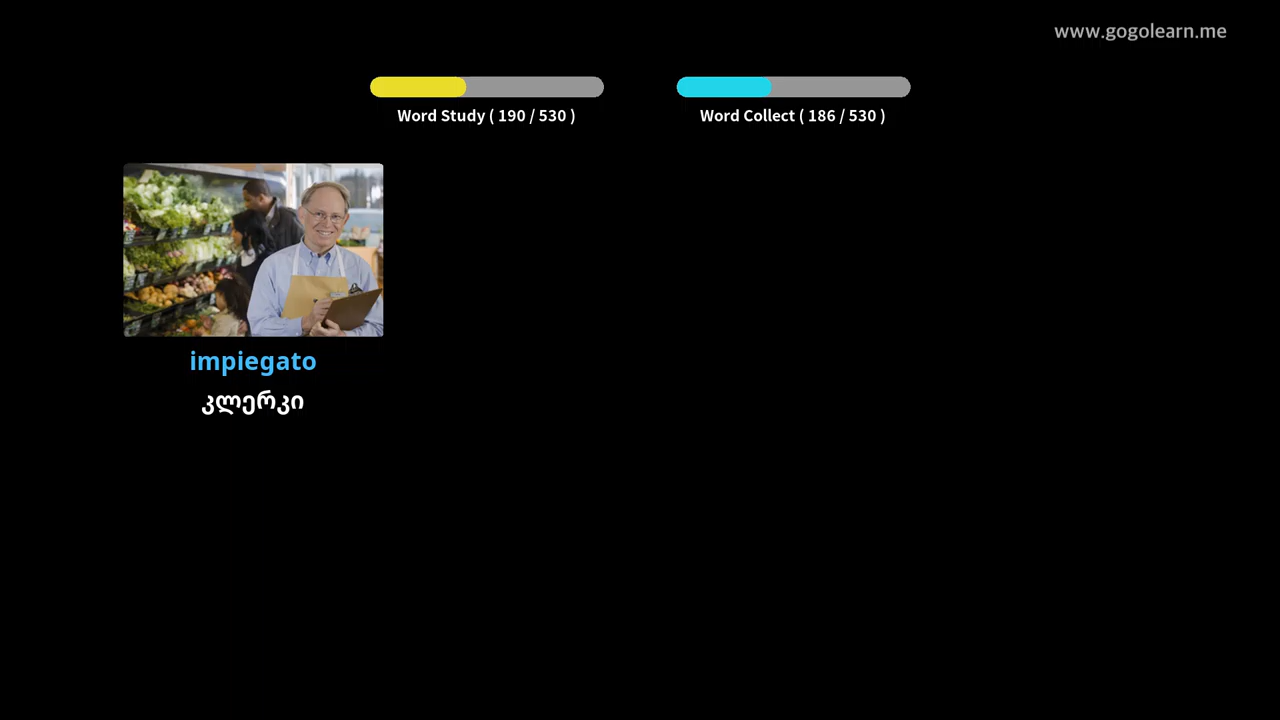 www.gogolearn.me
Word Study ( 190 / 530 )
Word Collect ( 186 / 530 )
impiegato
კლერკი